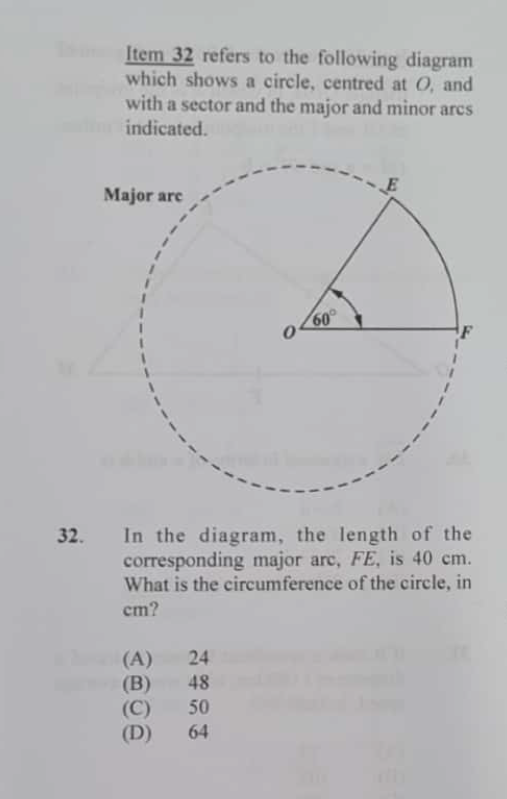 Item 32 refers to the following diagram
which shows a circle, centred at O, and
with a sector and the major and minor arcs
indicated.
Major arc
E
60°
O
F
32. In the diagram, the length of the
corresponding major arc, FE, is 40 cm.
What is the circumference of the circle, in
cm?
(A) 24
(B) 48
(C) 50
(D) 64